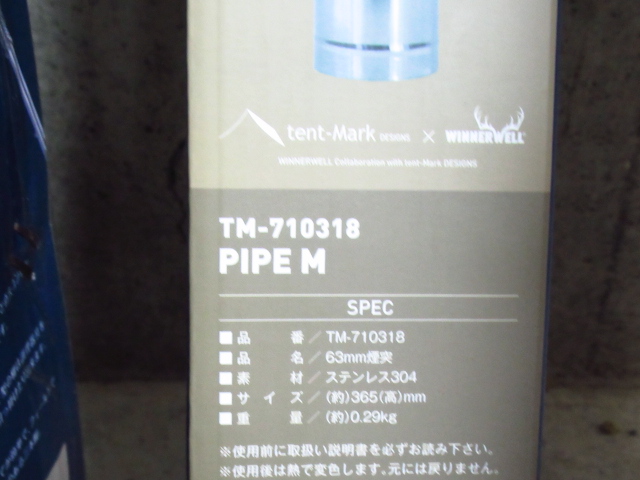 tent-Mark DESIGNS × WINNERWELL
WINNERWELL Collaboration with tent-Mark DESIGNS
TM-710318
PIPE M
SPEC
■品番／TM-710318
■品名／63mm煙突
■素材／ステンレス304
■サイズ／(約)365(高)mm
■重量／(約)0.29kg
※使用前に取扱い説明書を必ずお読み下さい。
※使用後は熱で変色します。元には戻りません。